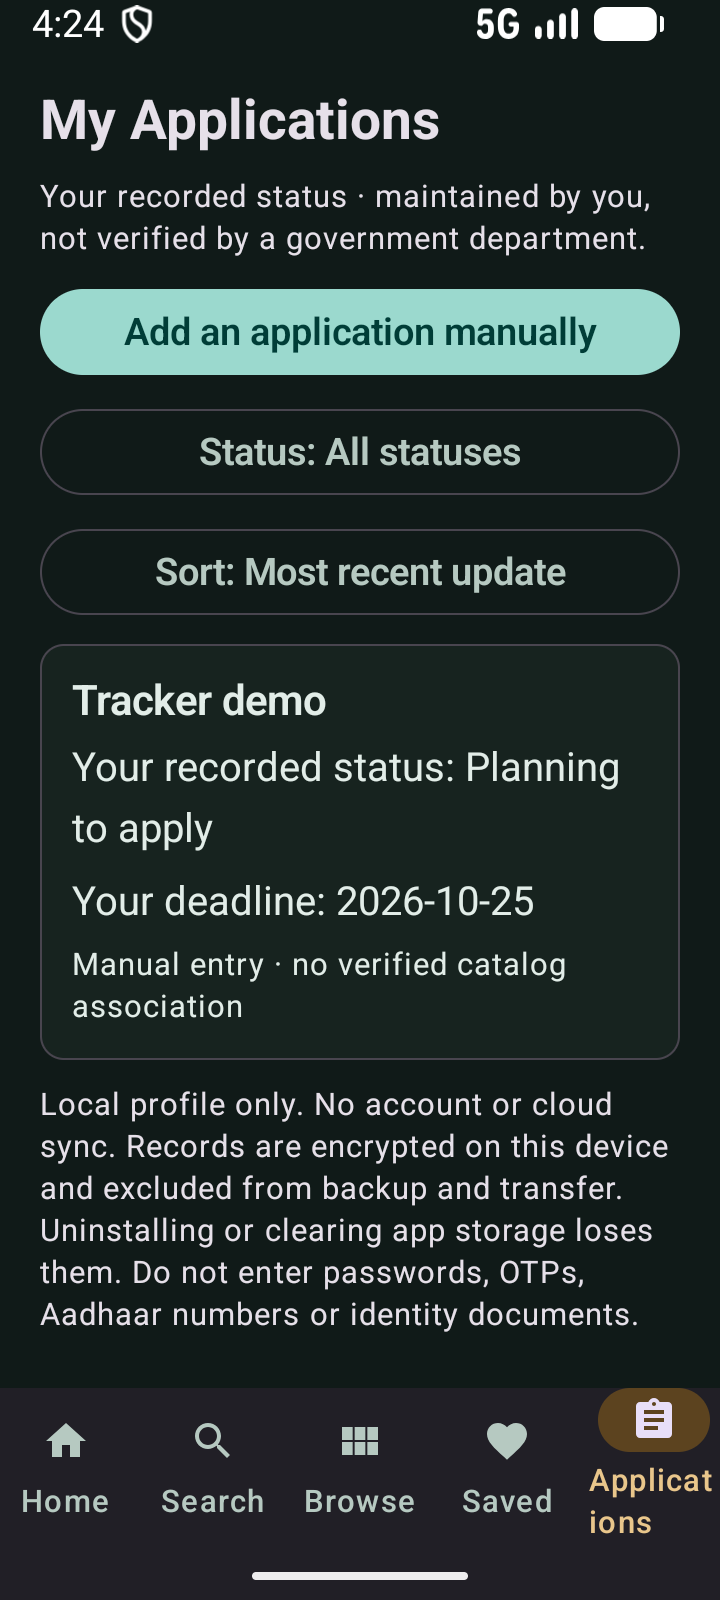 4:24
5G
My Applications
Your recorded status · maintained by you,
not verified by a government department.
Add an application manually
Status: All statuses
Sort: Most recent update
Tracker demo
Your recorded status: Planning
to apply
Your deadline: 2026-10-25
Manual entry · no verified catalog
association
Local profile only. No account or cloud
sync. Records are encrypted on this device
and excluded from backup and transfer.
Uninstalling or clearing app storage loses
them. Do not enter passwords, OTPs,
Aadhaar numbers or identity documents.
Home
Search
Browse
Saved
Applicat
ions